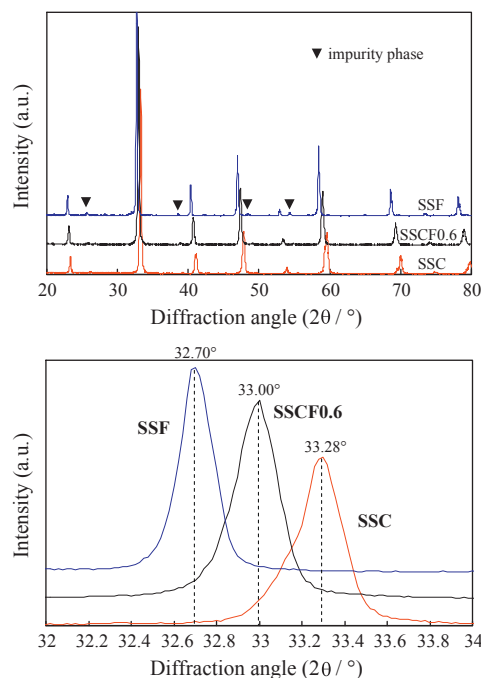 ▼ impurity phase
Intensity (a.u.)
SSF
SSCF0.6
SSC
20 30 40 50 60 70 80
Diffraction angle (2θ / °)
32.70°
33.00°
SSF
SSCF0.6
33.28°
SSC
Intensity (a.u.)
32 32.2 32.4 32.6 32.8 33 33.2 33.4 33.6 33.8 34
Diffraction angle (2θ / °)